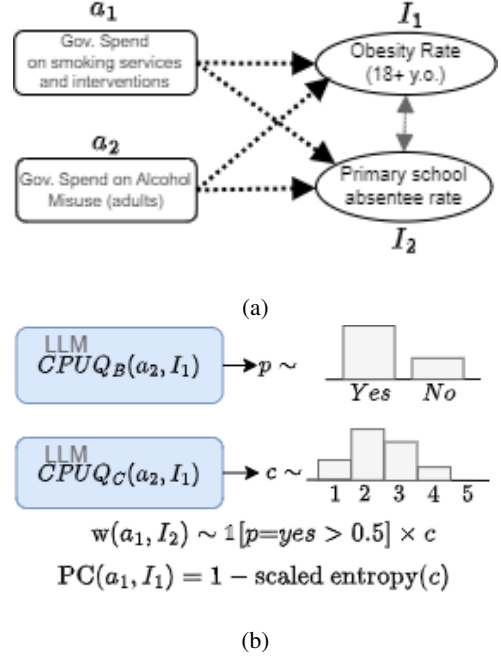 a₁
Gov. Spend
on smoking services
and interventions
I₁
Obesity Rate
(18+ y.o.)
a₂
Gov. Spend on Alcohol
Misuse (adults)
Primary school
absentee rate
I₂
(a)
LLM
CPUQ_B(a₂, I₁)
p ~
Yes No
LLM
CPUQ_C(a₂, I₁)
c ~
1 2 3 4 5
w(a₁, I₂) ~ 𝟙[p=yes > 0.5] × c
PC(a₁, I₁) = 1 − scaled entropy(c)
(b)